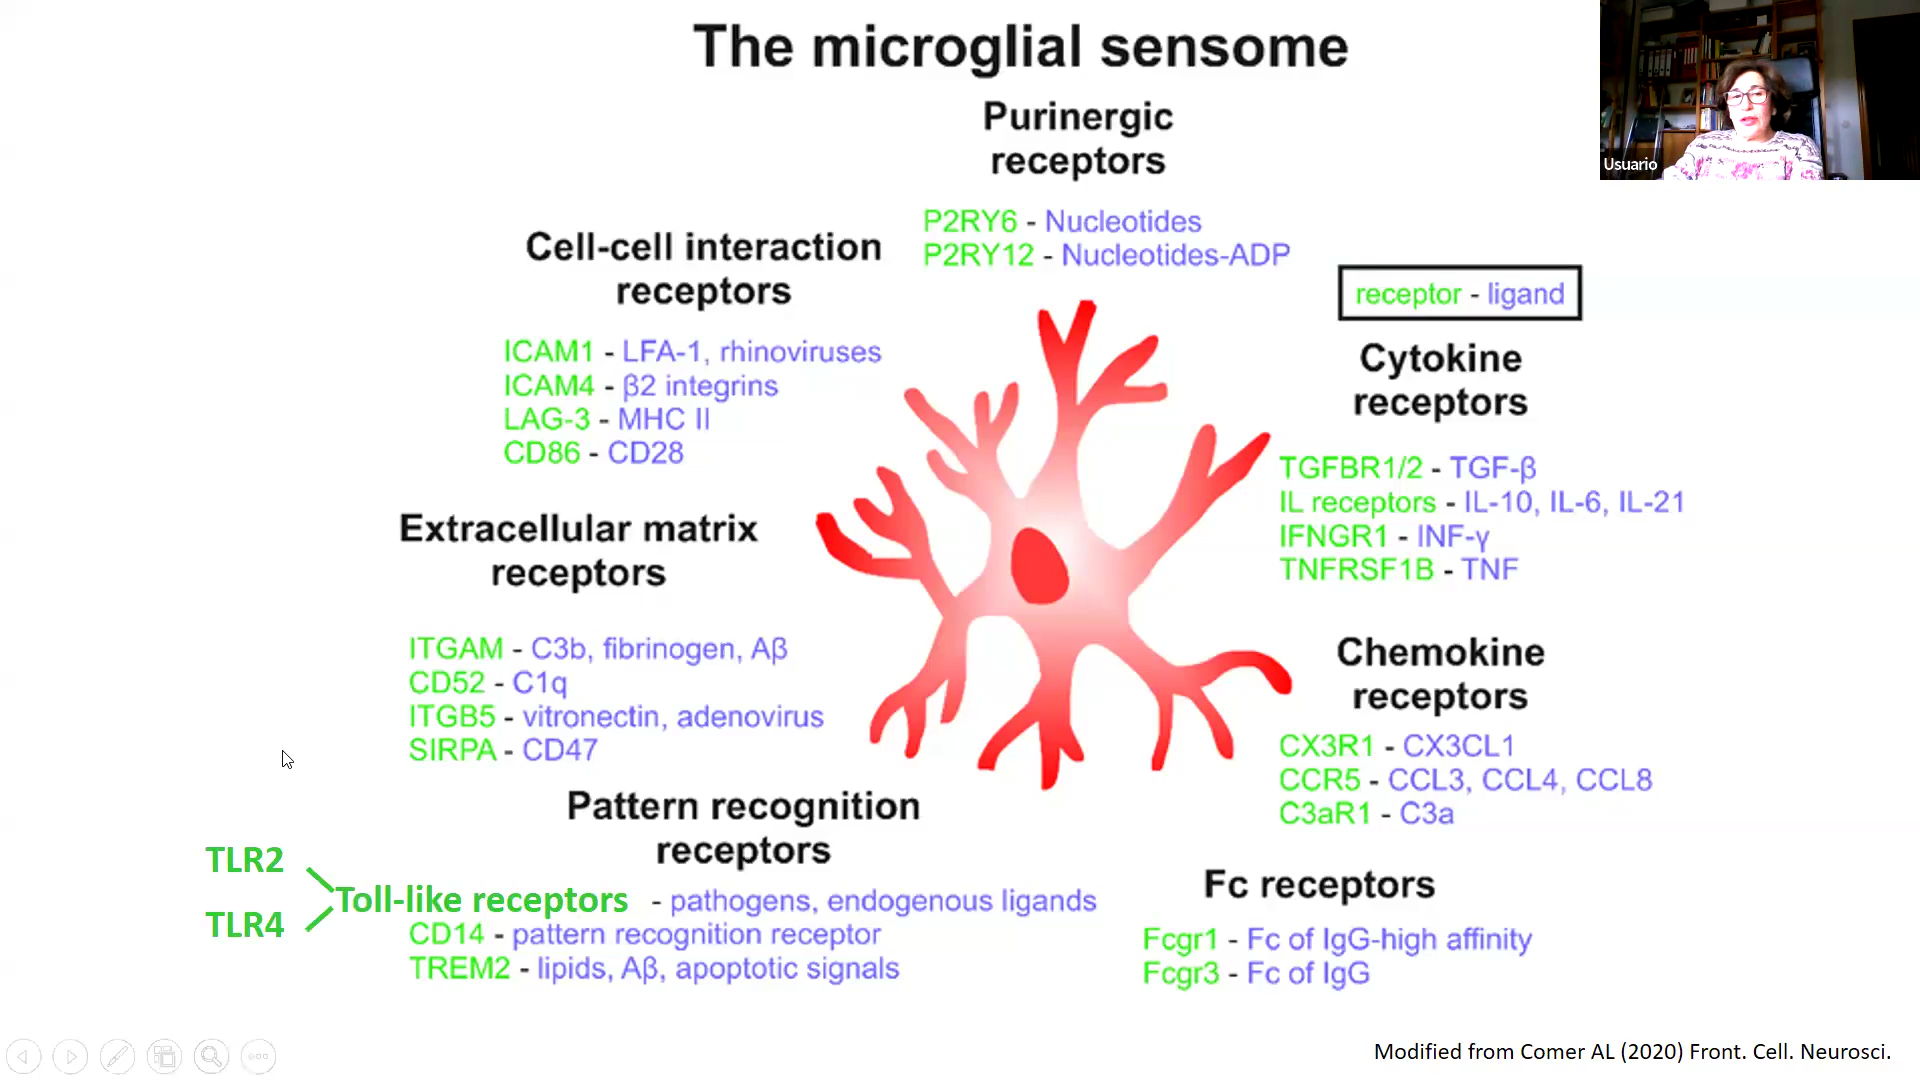 The microglial sensome
Usuario
Purinergic
receptors
P2RY6 - Nucleotides
P2RY12 - Nucleotides-ADP
Cell-cell interaction
receptors
ICAM1 - LFA-1, rhinoviruses
ICAM4 - β2 integrins
LAG-3 - MHC II
CD86 - CD28
receptor - ligand
Cytokine
receptors
TGFBR1/2 - TGF-β
IL receptors - IL-10, IL-6, IL-21
IFNGR1 - INF-γ
TNFRSF1B - TNF
Extracellular matrix
receptors
ITGAM - C3b, fibrinogen, Aβ
CD52 - C1q
ITGB5 - vitronectin, adenovirus
SIRPA - CD47
Chemokine
receptors
CX3R1 - CX3CL1
CCR5 - CCL3, CCL4, CCL8
C3aR1 - C3a
Pattern recognition
receptors
TLR2
TLR4
Toll-like receptors - pathogens, endogenous ligands
CD14 - pattern recognition receptor
TREM2 - lipids, Aβ, apoptotic signals
Fc receptors
Fcgr1 - Fc of IgG-high affinity
Fcgr3 - Fc of IgG
Modified from Comer AL (2020) Front. Cell. Neurosci.